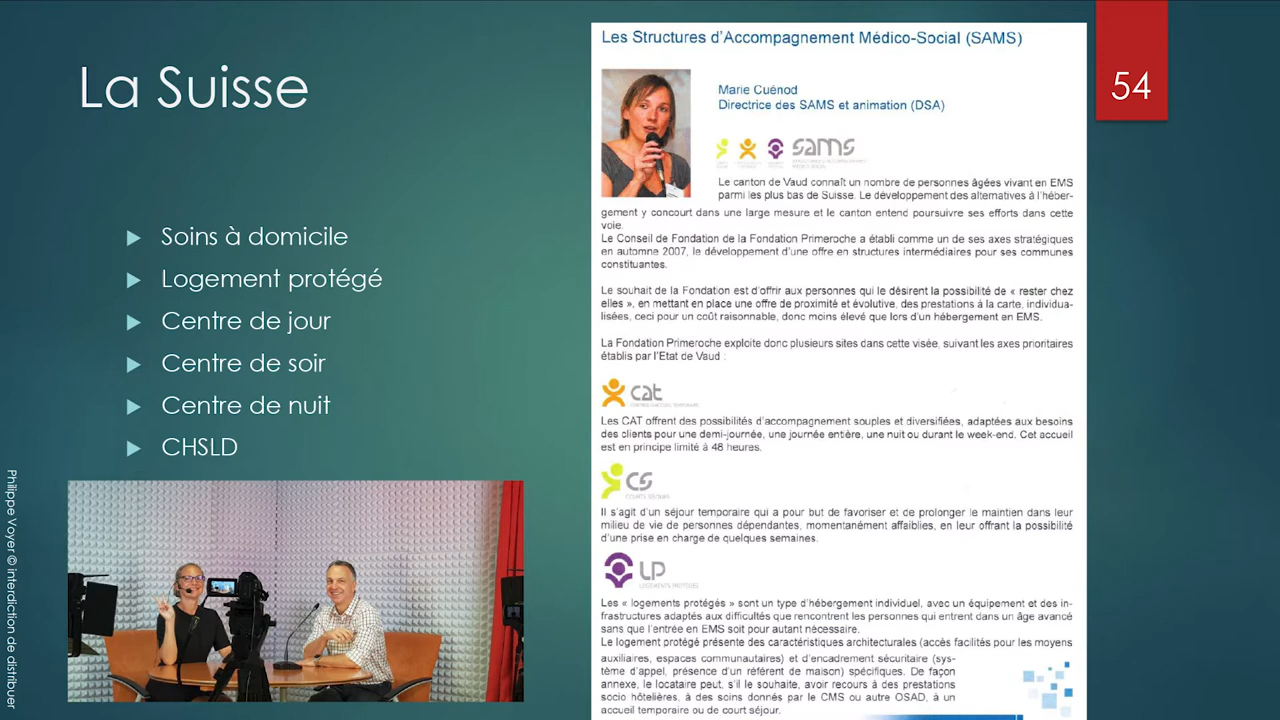 La Suisse
Soins à domicile
Logement protégé
Centre de jour
Centre de soir
Centre de nuit
CHSLD
Philippe Voyer © interdiction de distribuer
54
Les Structures d'Accompagnement Médico-Social (SAMS)
Marie Cuénod
Directrice des SAMS et animation (DSA)
sams
Le canton de Vaud connaît un nombre de personnes âgées vivant en EMS
parmi les plus bas de Suisse. Le développement des alternatives à l'héber-
gement y concourt dans une large mesure et le canton entend poursuivre ses efforts dans cette
voie.
Le Conseil de Fondation de la Fondation Primeroche a établi comme un de ses axes stratégiques
en automne 2007, le développement d'une offre en structures intermédiaires pour ses communes
constituantes.
Le souhait de la Fondation est d'offrir aux personnes qui le désirent la possibilité de « rester chez
elles », en mettant en place une offre de proximité et évolutive, des prestations à la carte, individua-
lisées, ceci pour un coût raisonnable, donc moins élevé que lors d'un hébergement en EMS.
La Fondation Primeroche exploite donc plusieurs sites dans cette visée, suivant les axes prioritaires
établis par l'Etat de Vaud :
cat
Les CAT offrent des possibilités d'accompagnement souples et diversifiées, adaptées aux besoins
des clients pour une demi-journée, une journée entière, une nuit ou durant le week-end. Cet accueil
est en principe limité à 48 heures.
cs
COURTS SÉJOURS
Il s'agit d'un séjour temporaire qui a pour but de favoriser et de prolonger le maintien dans leur
milieu de vie de personnes dépendantes, momentanément affaiblies, en leur offrant la possibilité
d'une prise en charge de quelques semaines.
LP
LOGEMENTS PROTÉGÉS
Les « logements protégés » sont un type d'hébergement individuel, avec un équipement et des in-
frastructures adaptés aux difficultés que rencontrent les personnes qui entrent dans un âge avancé
sans que l'entrée en EMS soit pour autant nécessaire.
Le logement protégé présente des caractéristiques architecturales (accès facilités pour les moyens
auxiliaires, espaces communautaires) et d'encadrement sécuritaire (sys-
tème d'appel, présence d'un référent de maison) spécifiques. De façon
annexe, le locataire peut, s'il le souhaite, avoir recours à des prestations
socio hôtelières, à des soins donnés par le CMS ou autre OSAD, à un
accueil temporaire ou de court séjour.